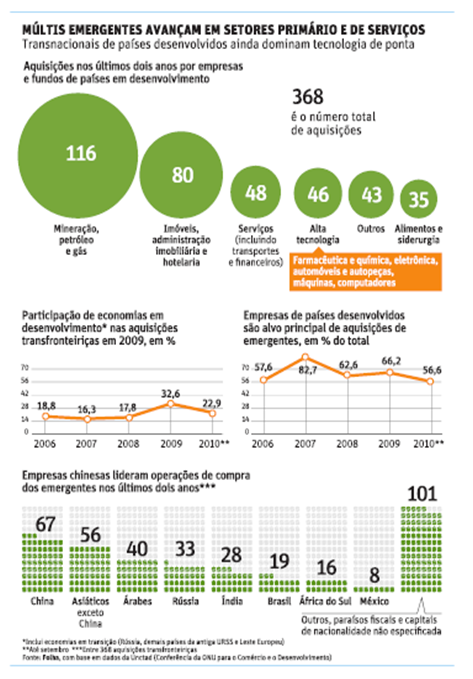 MÚLTIS EMERGENTES AVANÇAM EM SETORES PRIMÁRIO E DE SERVIÇOS
Transnacionais de países desenvolvidos ainda dominam tecnologia de ponta
Aquisições nos últimos dois anos por empresas
e fundos de países em desenvolvimento
368
é o número total
de aquisições
116
80
48
46
43
35
Mineração,
petróleo
e gás
Imóveis,
administração
imobiliária e
hotelaria
Serviços
(incluindo
transportes
e financeiros)
Alta
tecnologia
Outros
Alimentos e
siderurgia
Farmacêutica e química, eletrônica,
automóveis e autopeças,
máquinas, computadores
Participação de economias em
desenvolvimento* nas aquisições
transfronteiriças em 2009, em %
70
56
42
28
14
0
18,8
16,3
17,8
32,6
22,9
2006 2007 2008 2009 2010**
Empresas de países desenvolvidos
são alvo principal de aquisições de
emergentes, em % do total
70
56
42
28
14
0
57,6
82,7
62,6
66,2
56,6
2006 2007 2008 2009 2010**
Empresas chinesas lideram operações de compra
dos emergentes nos últimos dois anos***
67
56
40
33
28
19
16
8
101
China
Asiáticos
exceto
China
Árabes
Rússia
Índia
Brasil
África do Sul
México
Outros, paraísos fiscais e capitais
de nacionalidade não especificada
*Inclui economias em transição (Rússia, demais países da antiga URSS e Leste Europeu)
**Até setembro ***Entre 368 aquisições transfronteiriças
Fonte: Folha, com base em dados da Unctad (Conferência da ONU para o Comércio e o Desenvolvimento)